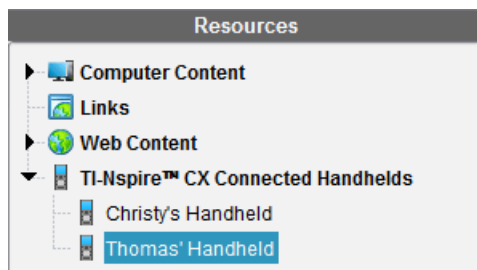 Resources
Computer Content
Links
Web Content
TI-Nspire™ CX Connected Handhelds
Christy's Handheld
Thomas' Handheld